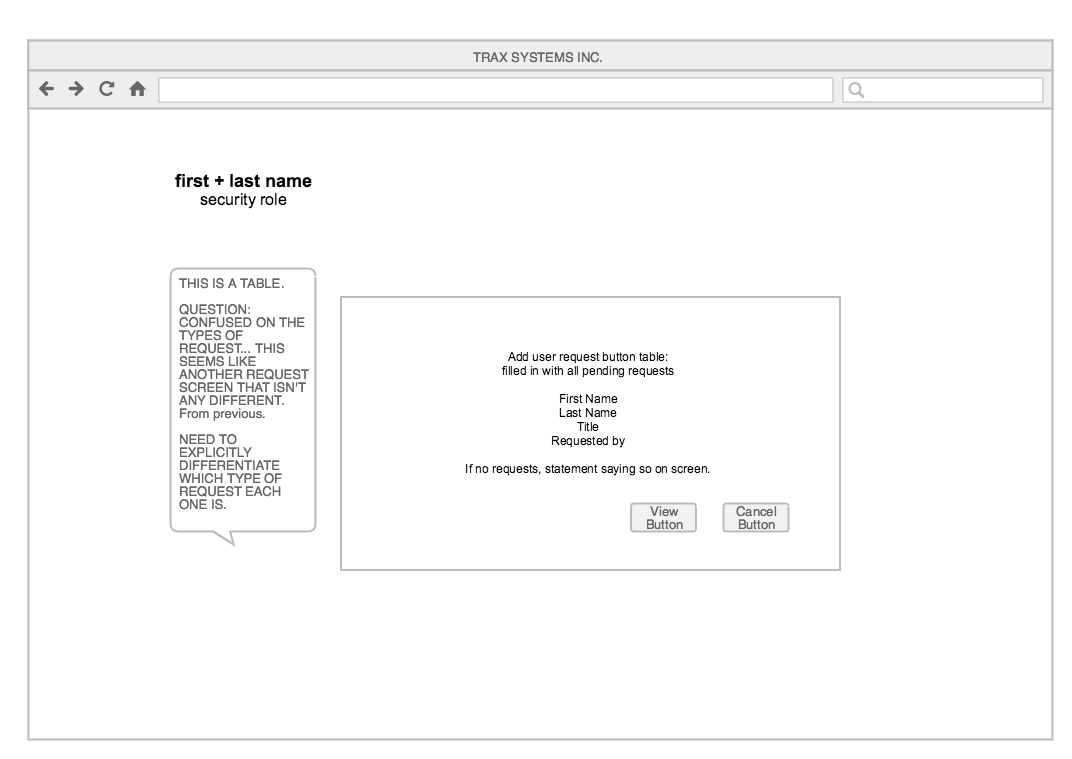 TRAX SYSTEMS INC.
first + last name
security role
THIS IS A TABLE.
QUESTION:
CONFUSED ON THE
TYPES OF
REQUEST... THIS
SEEMS LIKE
ANOTHER REQUEST
SCREEN THAT ISN'T
ANY DIFFERENT.
From previous.
NEED TO
EXPLICITLY
DIFFERENTIATE
WHICH TYPE OF
REQUEST EACH
ONE IS.
Add user request button table:
filled in with all pending requests
First Name
Last Name
Title
Requested by
If no requests, statement saying so on screen.
View
Button
Cancel
Button